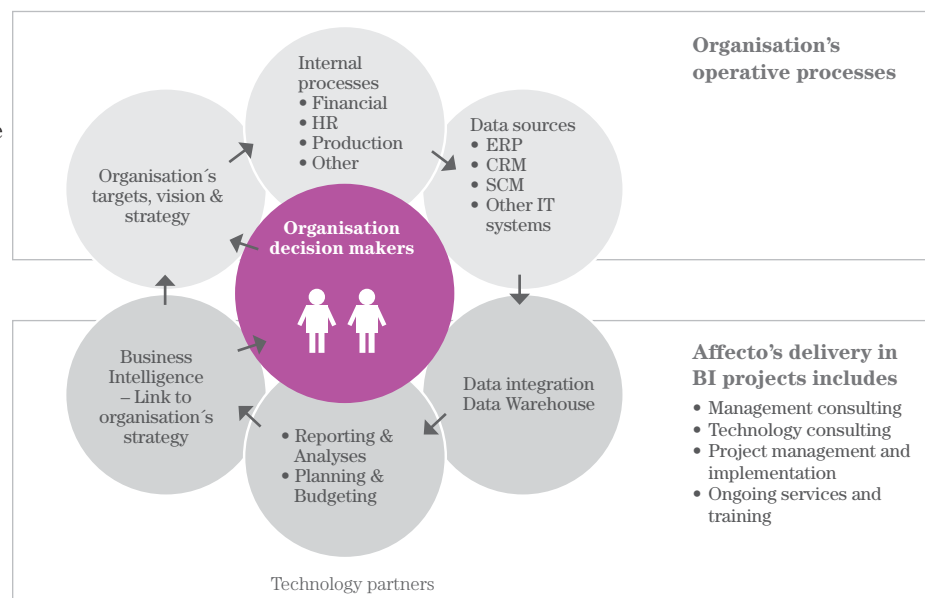 Organisation's
operative processes
Internal
processes
• Financial
• HR
• Production
• Other
Data sources
• ERP
• CRM
• SCM
• Other IT
systems
Organisation´s
targets, vision &
strategy
Organisation
decision makers
Business
Intelligence
– Link to
organisation´s
strategy
Data integration
Data Warehouse
• Reporting &
Analyses
• Planning &
Budgeting
Affecto's delivery in
BI projects includes
• Management consulting
• Technology consulting
• Project management and
implementation
• Ongoing services and
training
Technology partners